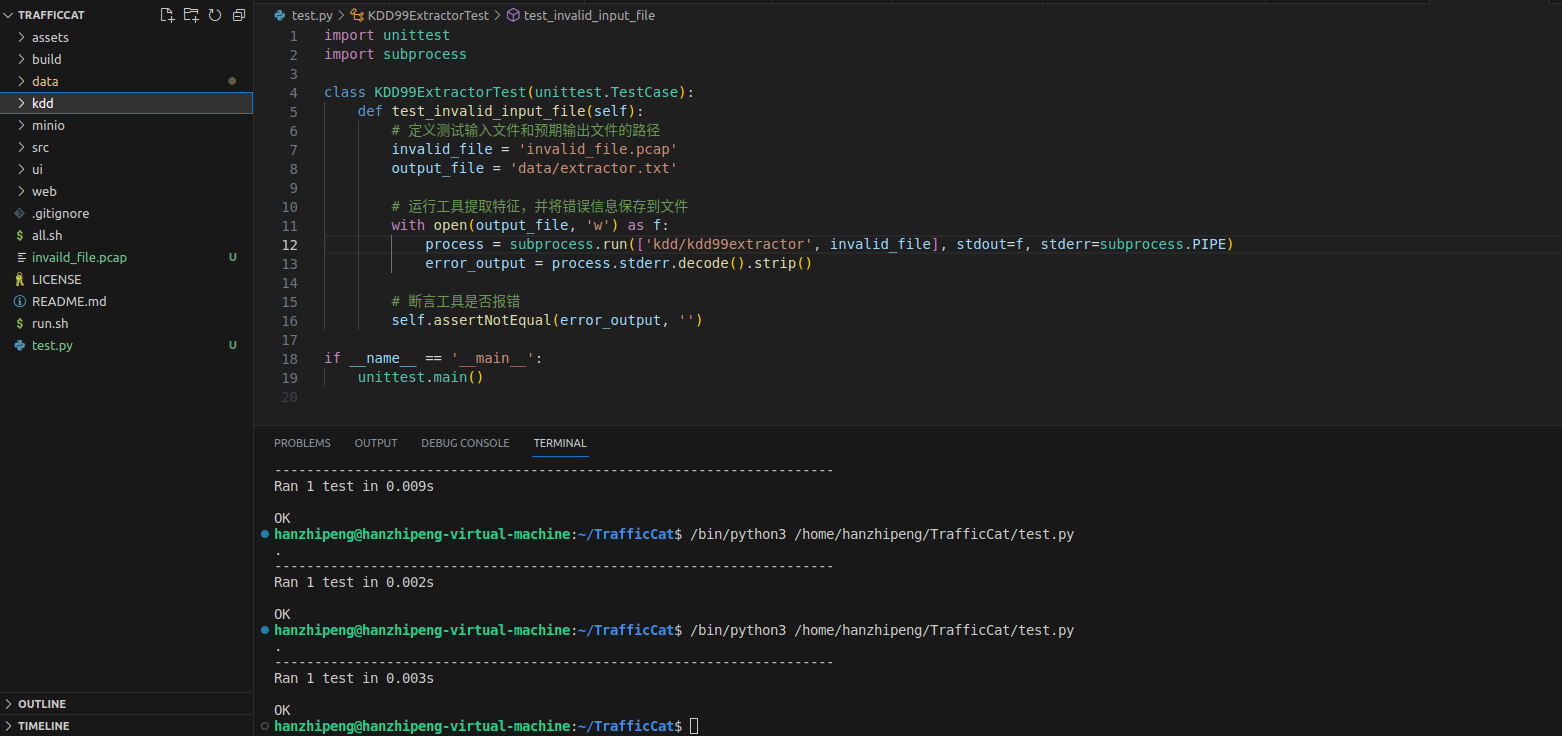 TRAFFICCAT
assets
build
data
kdd
minio
src
ui
web
.gitignore
$ all.sh
invaild_file.pcap U
LICENSE
README.md
$ run.sh
test.py U
OUTLINE
TIMELINE
test.py > KDD99ExtractorTest > test_invalid_input_file
1 import unittest
2 import subprocess
3
4 class KDD99ExtractorTest(unittest.TestCase):
5 def test_invalid_input_file(self):
6 # 定义测试输入文件和预期输出文件的路径
7 invalid_file = 'invalid_file.pcap'
8 output_file = 'data/extractor.txt'
9
10 # 运行工具提取特征，并将错误信息保存到文件
11 with open(output_file, 'w') as f:
12 process = subprocess.run(['kdd/kdd99extractor', invalid_file], stdout=f, stderr=subprocess.PIPE)
13 error_output = process.stderr.decode().strip()
14
15 # 断言工具是否报错
16 self.assertNotEqual(error_output, '')
17
18 if __name__ == '__main__':
19 unittest.main()
20
PROBLEMS OUTPUT DEBUG CONSOLE TERMINAL
----------------------------------------------------------------------
Ran 1 test in 0.009s
OK
hanzhipeng@hanzhipeng-virtual-machine:~/TrafficCat$ /bin/python3 /home/hanzhipeng/TrafficCat/test.py
.
----------------------------------------------------------------------
Ran 1 test in 0.002s
OK
hanzhipeng@hanzhipeng-virtual-machine:~/TrafficCat$ /bin/python3 /home/hanzhipeng/TrafficCat/test.py
.
----------------------------------------------------------------------
Ran 1 test in 0.003s
OK
hanzhipeng@hanzhipeng-virtual-machine:~/TrafficCat$